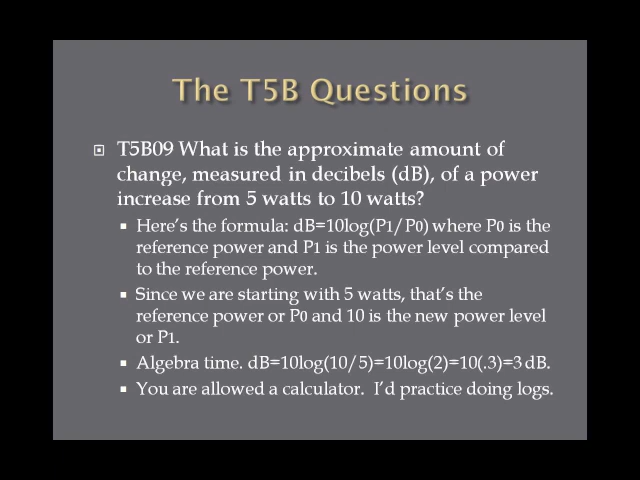 The T5B Questions
T5B09 What is the approximate amount of
change, measured in decibels (dB), of a power
increase from 5 watts to 10 watts?
Here's the formula: dB=10log(P1/P0) where P0 is the
reference power and P1 is the power level compared
to the reference power.
Since we are starting with 5 watts, that's the
reference power or P0 and 10 is the new power level
or P1.
Algebra time. dB=10log(10/5)=10log(2)=10(.3)=3 dB.
You are allowed a calculator. I'd practice doing logs.